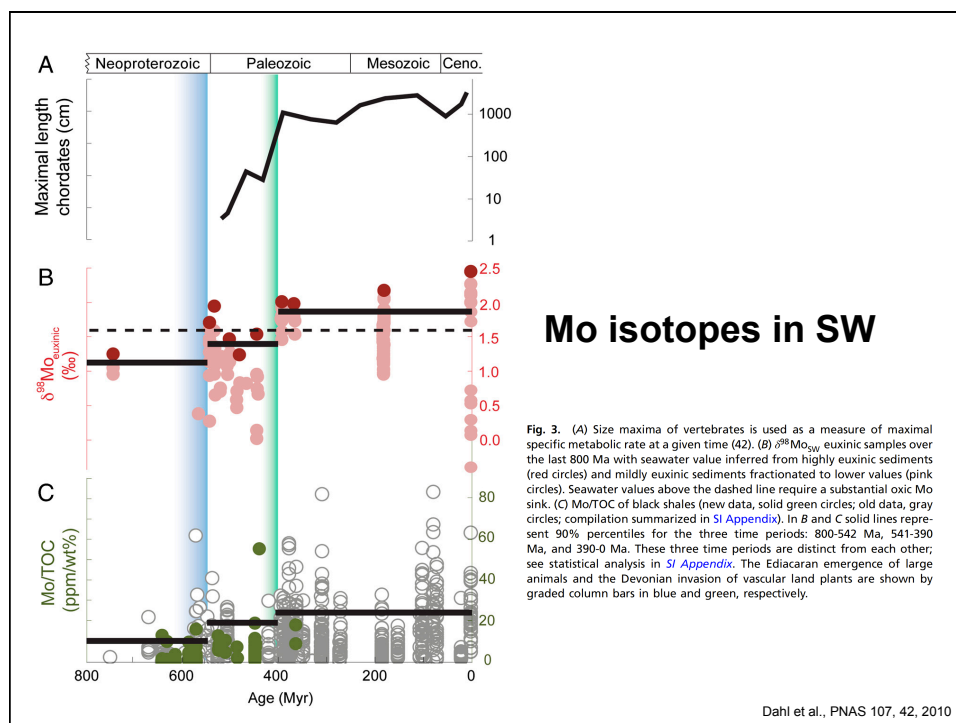 A
Neoproterozoic
Paleozoic
Mesozoic
Ceno.
Maximal length
chordates (cm)
1000
100
10
1
B
δ⁹⁸Mo_euxinic
(‰)
2.5
2.0
1.5
1.0
0.5
0.0
C
Mo/TOC
(ppm/wt%)
80
60
40
20
0
800
600
400
200
0
Age (Myr)
Mo isotopes in SW
Fig. 3. (A) Size maxima of vertebrates is used as a measure of maximal
specific metabolic rate at a given time (42). (B) δ⁹⁸Mo_SW euxinic samples over
the last 800 Ma with seawater value inferred from highly euxinic sediments
(red circles) and mildly euxinic sediments fractionated to lower values (pink
circles). Seawater values above the dashed line require a substantial oxic Mo
sink. (C) Mo/TOC of black shales (new data, solid green circles; old data, gray
circles; compilation summarized in SI Appendix). In B and C solid lines repre-
sent 90% percentiles for the three time periods: 800-542 Ma, 541-390
Ma, and 390-0 Ma. These three time periods are distinct from each other;
see statistical analysis in SI Appendix. The Ediacaran emergence of large
animals and the Devonian invasion of vascular land plants are shown by
graded column bars in blue and green, respectively.
Dahl et al., PNAS 107, 42, 2010